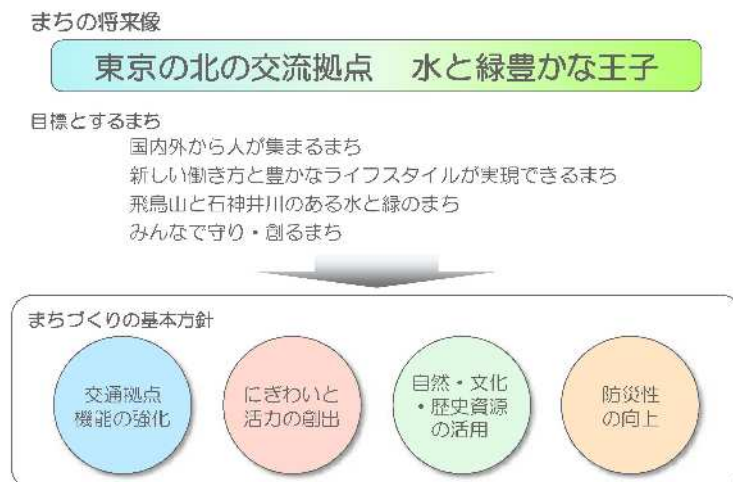 まちの将来像
東京の北の交流拠点　水と緑豊かな王子
目標とするまち
国内外から人が集まるまち
新しい働き方と豊かなライフスタイルが実現できるまち
飛鳥山と石神井川のある水と緑のまち
みんなで守り・創るまち
まちづくりの基本方針
交通拠点
機能の強化
にぎわいと
活力の創出
自然・文化
・歴史資源
の活用
防災性
の向上